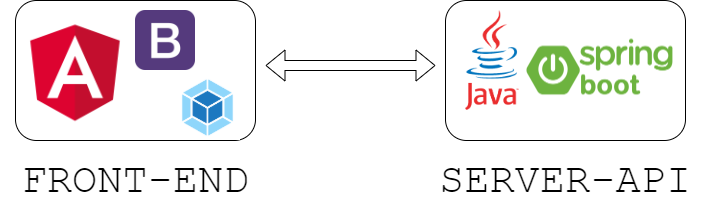 A
B
Java
spring
boot
FRONT-END
SERVER-API